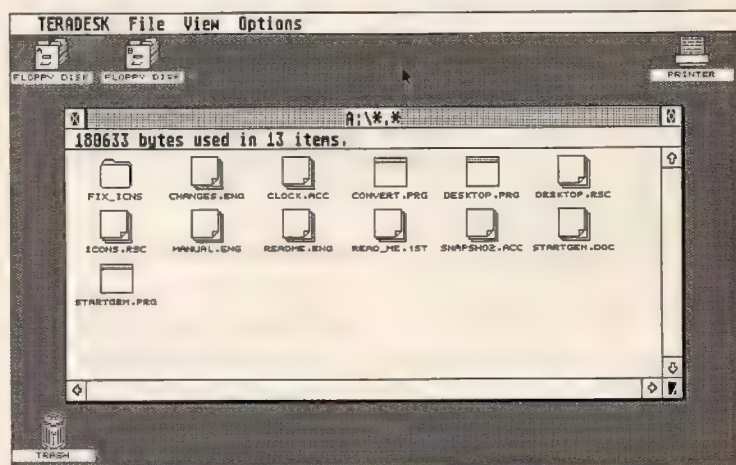 TERADESK File View Options
A B
FLOPPY DISK FLOPPY DISK PRINTER
A:\*.*
180633 bytes used in 13 items.
FIX_ICNS CHANGES.ENG CLOCK.ACC CONVERT.PRG DESKTOP.PRG DESKTOP.RSC
ICONS.RSC MANUAL.ENG README.ENG READ_ME.1ST SNAPSHO2.ACC STARTGEM.DOC
STARTGEM.PRG
TRASH